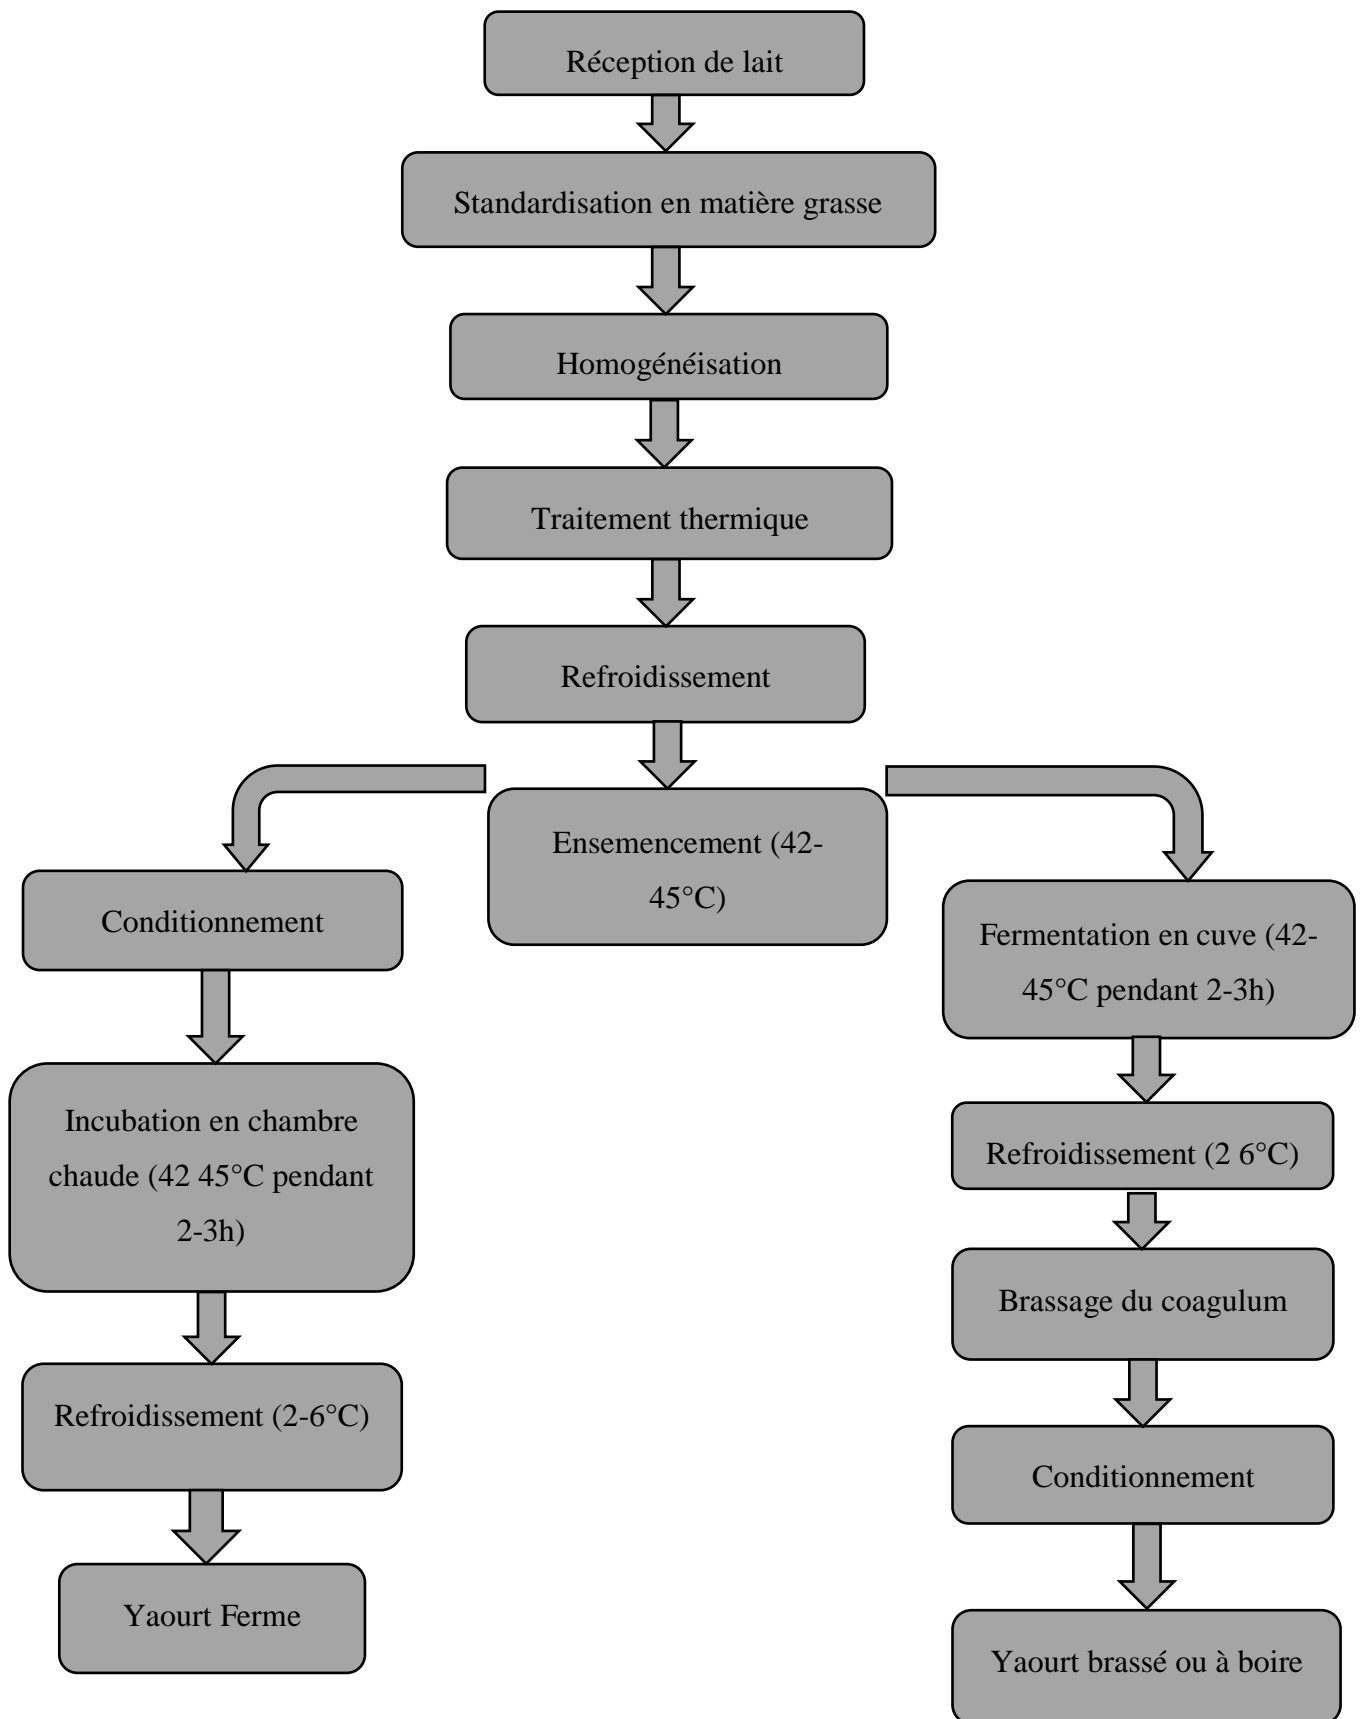 Réception de lait
Standardisation en matière grasse
Homogénéisation
Traitement thermique
Refroidissement
Ensemencement (42-
45°C)
Conditionnement
Incubation en chambre
chaude (42 45°C pendant
2-3h)
Refroidissement (2-6°C)
Yaourt Ferme
Fermentation en cuve (42-
45°C pendant 2-3h)
Refroidissement (2 6°C)
Brassage du coagulum
Conditionnement
Yaourt brassé ou à boire